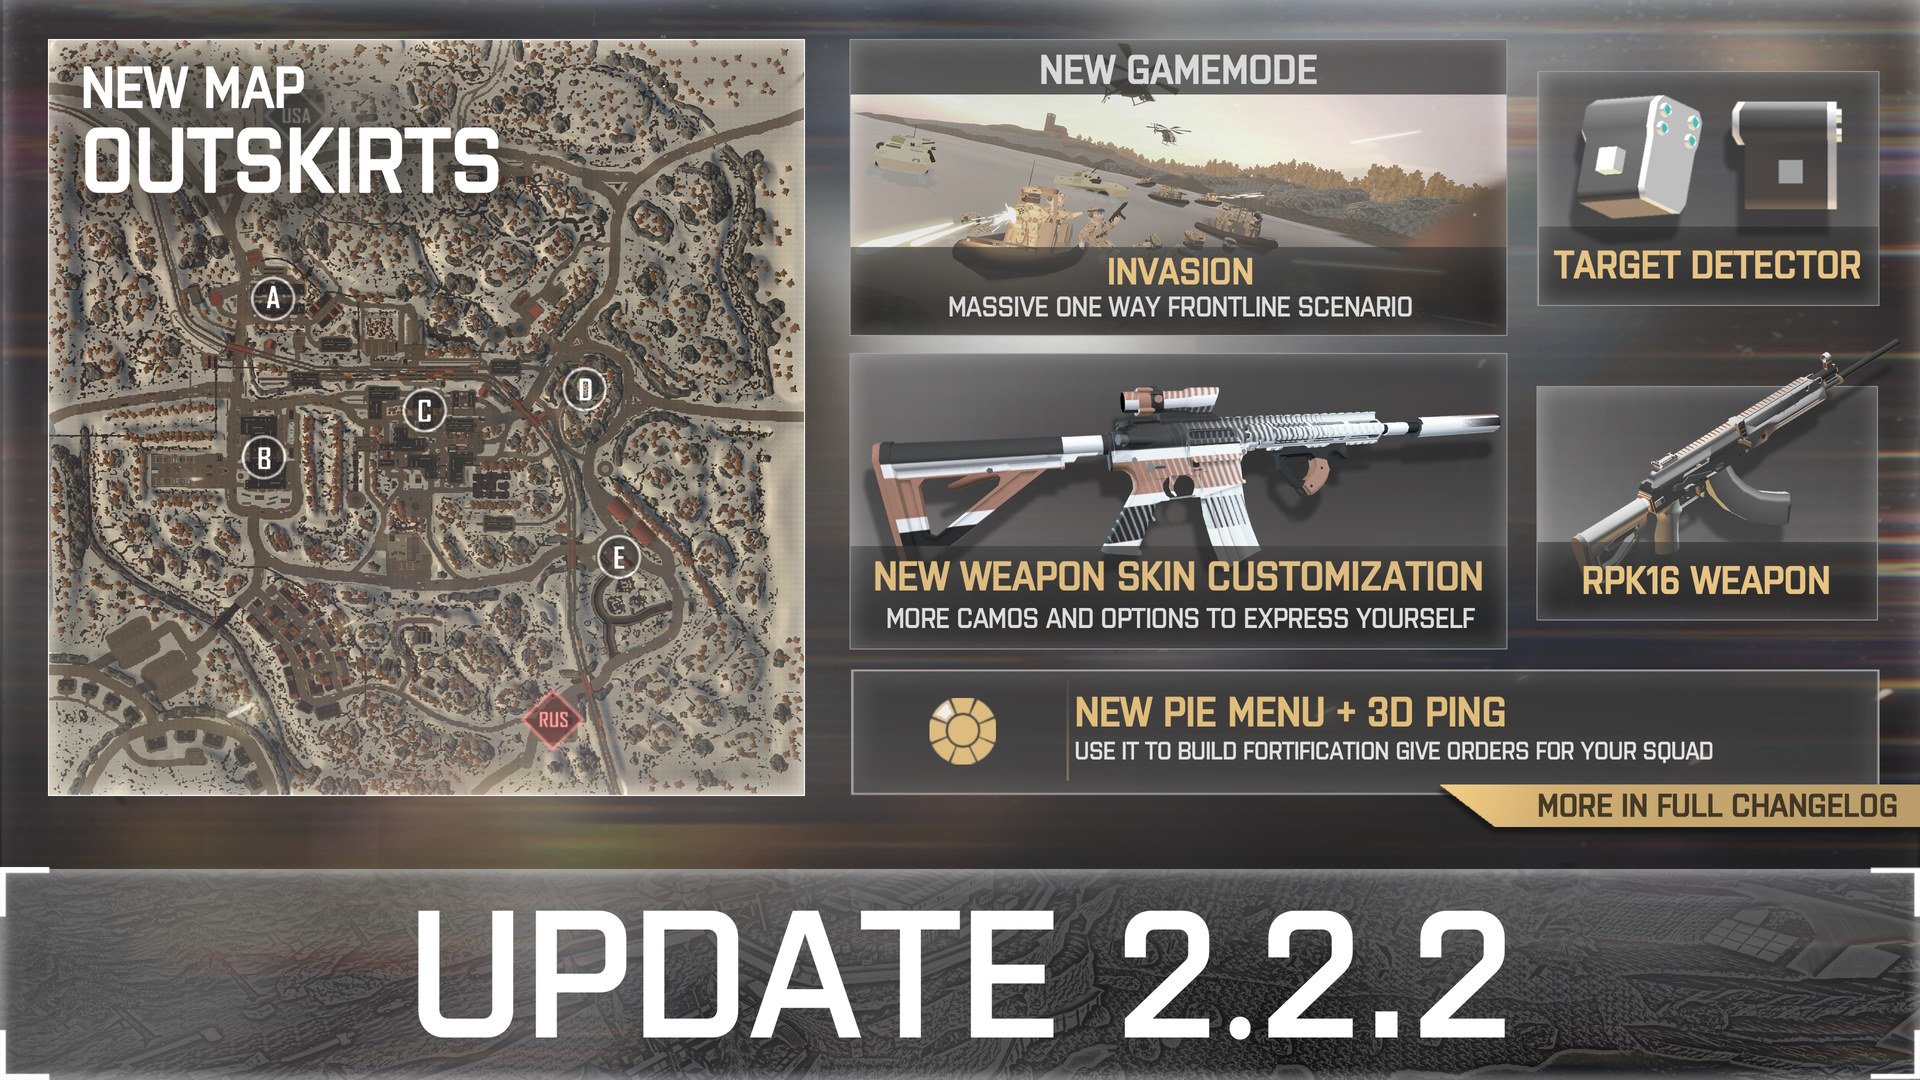 NEW MAP
USA
OUTSKIRTS
A
B
C
D
E
RUS
NEW GAMEMODE
INVASION
MASSIVE ONE WAY FRONTLINE SCENARIO
TARGET DETECTOR
NEW WEAPON SKIN CUSTOMIZATION
MORE CAMOS AND OPTIONS TO EXPRESS YOURSELF
RPK16 WEAPON
NEW PIE MENU + 3D PING
USE IT TO BUILD FORTIFICATION GIVE ORDERS FOR YOUR SQUAD
MORE IN FULL CHANGELOG
UPDATE 2.2.2